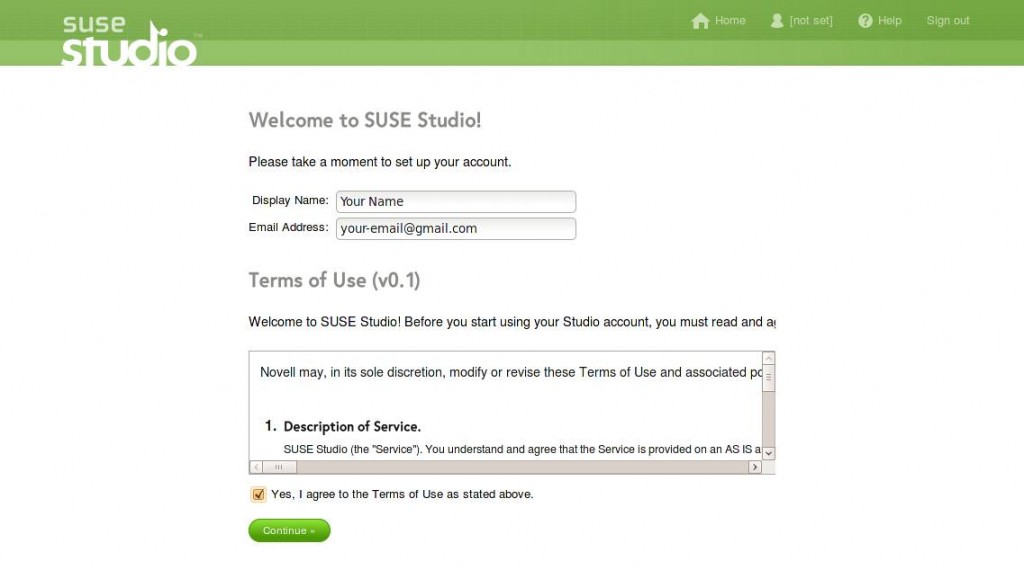 suse
studio™
Home
[not set]
Help
Sign out
Welcome to SUSE Studio!
Please take a moment to set up your account.
Display Name: Your Name
Email Address: your-email@gmail.com
Terms of Use (v0.1)
Welcome to SUSE Studio! Before you start using your Studio account, you must read and
Novell may, in its sole discretion, modify or revise these Terms of Use and associated
1. Description of Service.
SUSE Studio (the "Service"). You understand and agree that the Service is provided on an AS IS a
Yes, I agree to the Terms of Use as stated above.
Continue »